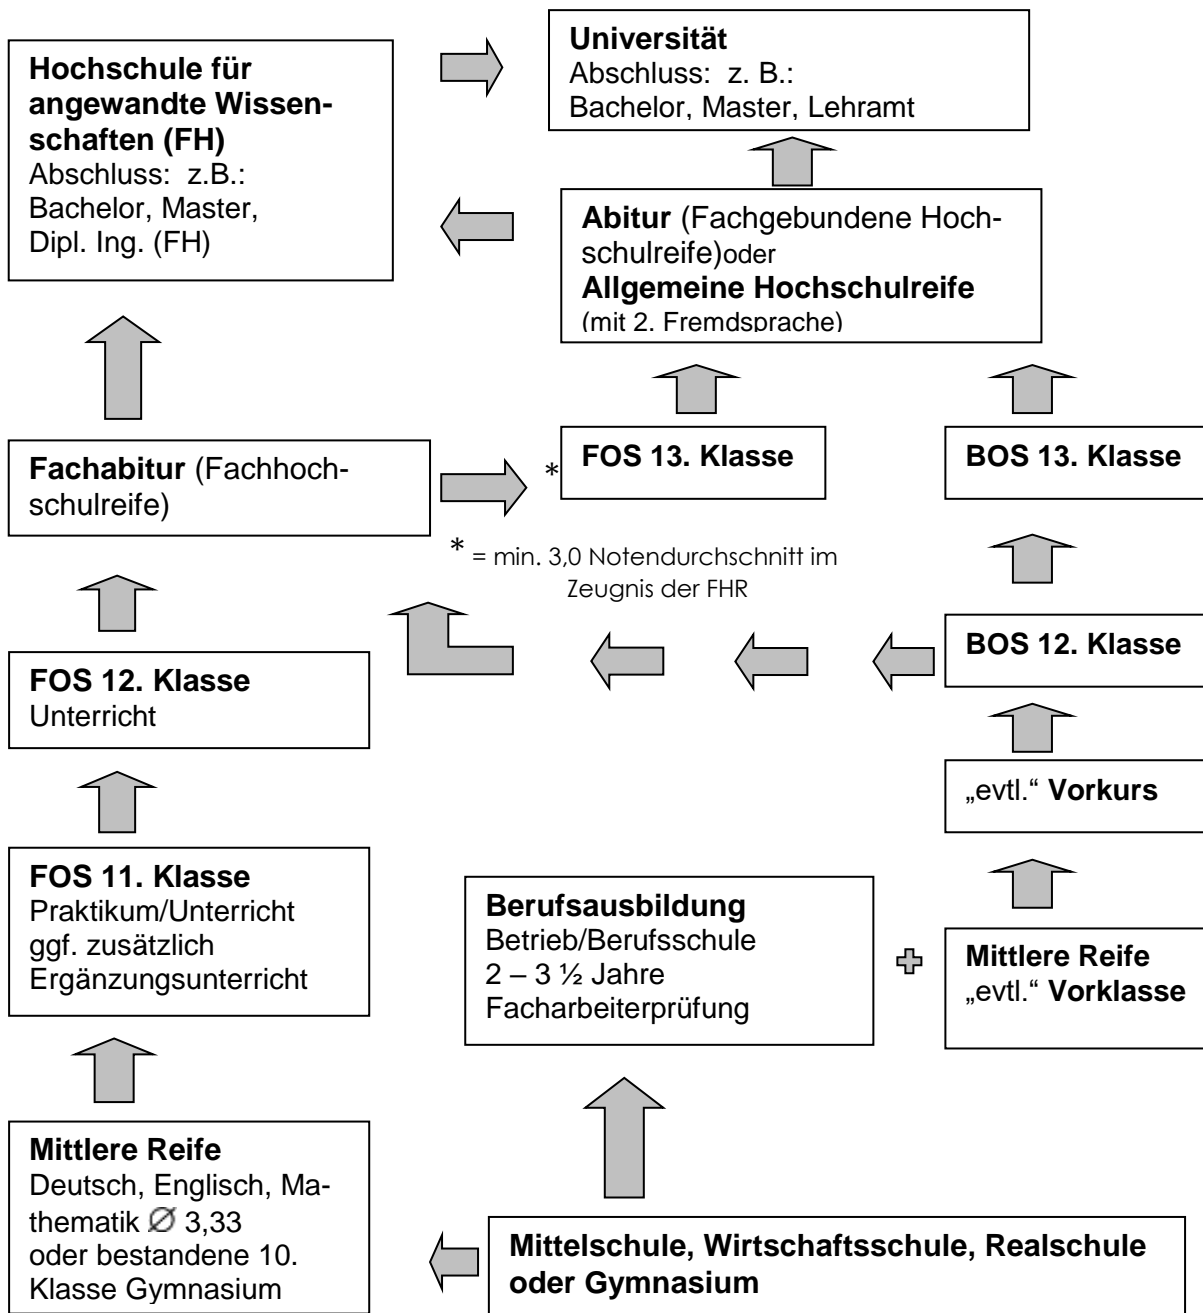 Hochschule für
angewandte Wissen-
schaften (FH)
Abschluss: z.B.:
Bachelor, Master,
Dipl. Ing. (FH)
Universität
Abschluss: z. B.:
Bachelor, Master, Lehramt
Abitur (Fachgebundene Hoch-
schulreife)oder
Allgemeine Hochschulreife
(mit 2. Fremdsprache)
Fachabitur (Fachhoch-
schulreife)
*
FOS 13. Klasse
BOS 13. Klasse
* = min. 3,0 Notendurchschnitt im
Zeugnis der FHR
FOS 12. Klasse
Unterricht
BOS 12. Klasse
„evtl.“ Vorkurs
FOS 11. Klasse
Praktikum/Unterricht
ggf. zusätzlich
Ergänzungsunterricht
Berufsausbildung
Betrieb/Berufsschule
2 – 3 ½ Jahre
Facharbeiterprüfung
Mittlere Reife
„evtl.“ Vorklasse
Mittlere Reife
Deutsch, Englisch, Ma-
thematik Ø 3,33
oder bestandene 10.
Klasse Gymnasium
Mittelschule, Wirtschaftsschule, Realschule
oder Gymnasium